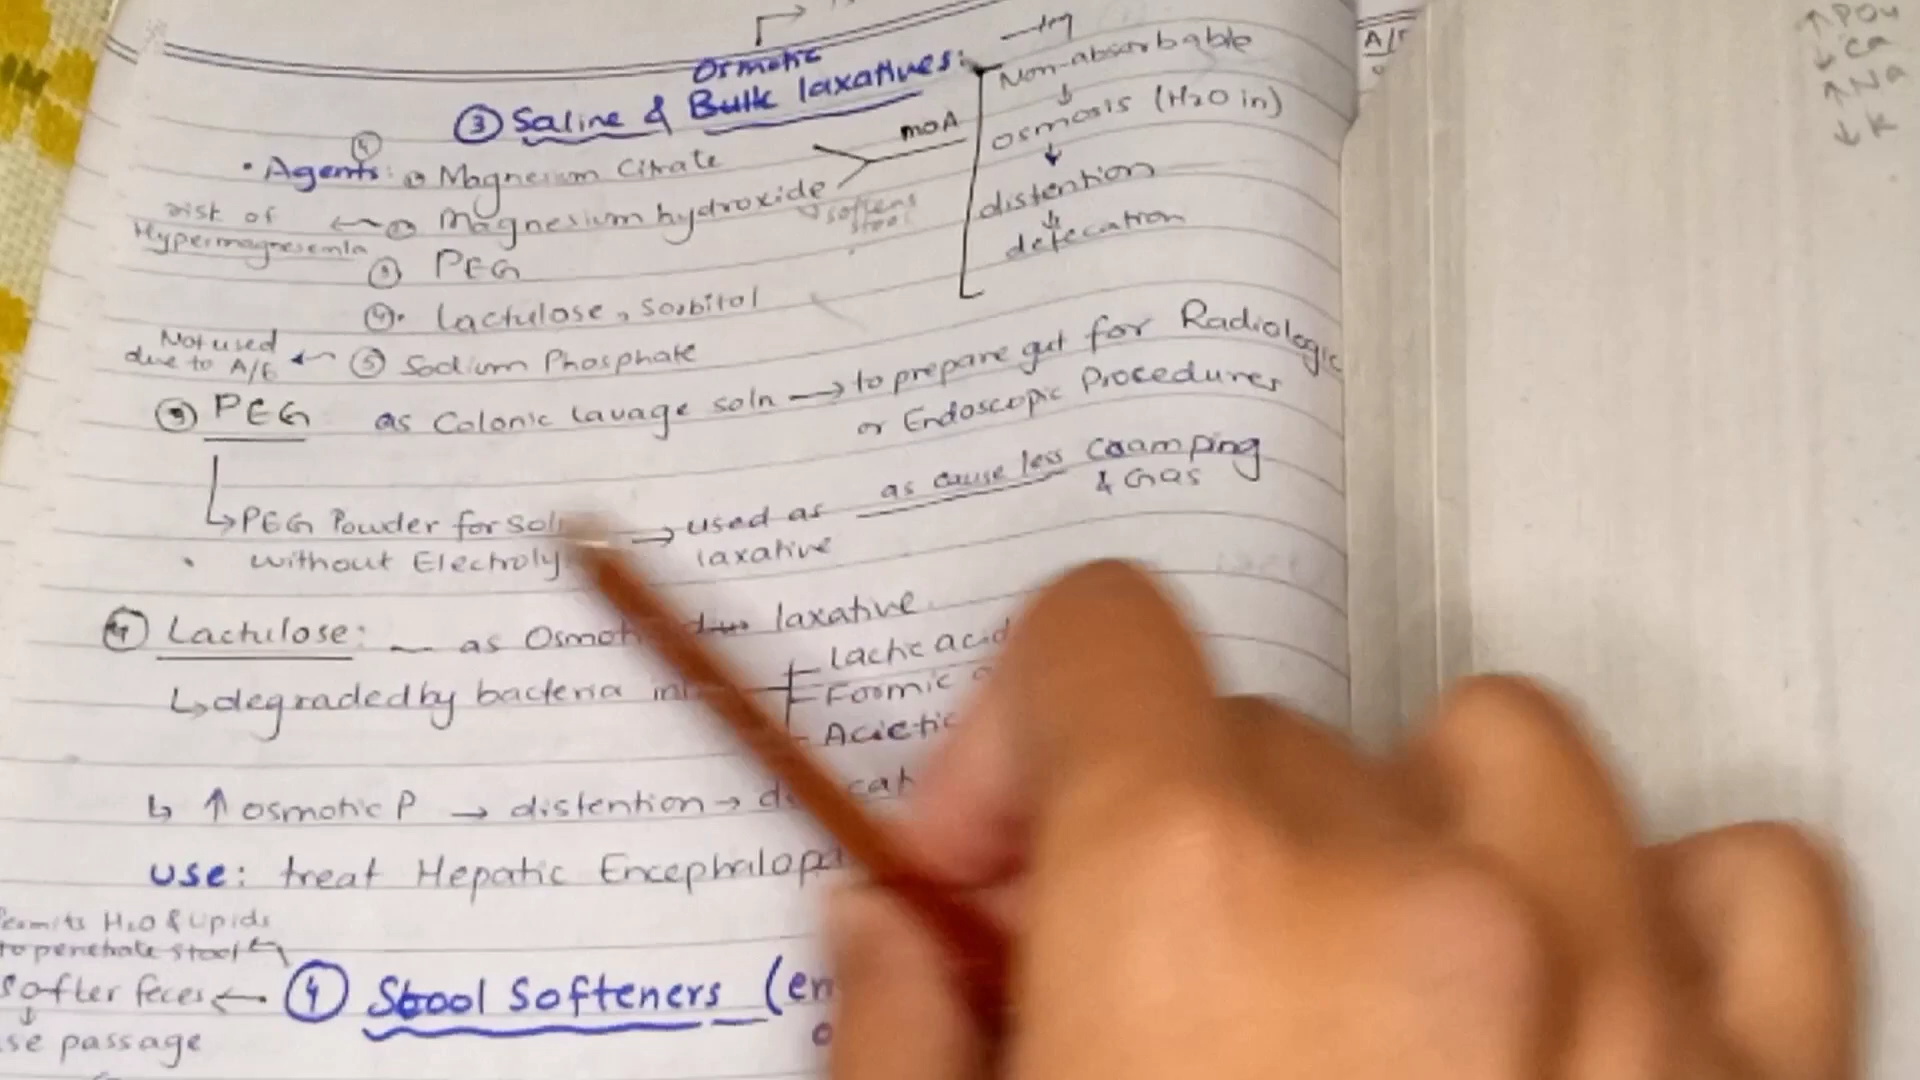 Osmotic
③ Saline & Bulk laxatives:
• Agents: ① Magnesium Citrate
② Magnesium hydroxide
risk of
Hypermagnesemia
softens
stool
③ PEG
④• Lactulose, Sorbitol
⑤ Sodium Phosphate
Not used
due to A/E
MOA
Non-absorbable
↓
osmosis (H2O in)
↓
distention
↓
defecation
③ PEG as Colonic lavage soln → to prepare gut for Radiologic
or Endoscopic Procedures
↳ PEG Powder for sol
without Electroly
→ used as
laxative
as cause less Cramping
& Gas
④ Lactulose: as Osmoti laxative
↳ degraded by bacteria
Lactic acid
Formic
Acietic
↳ ↑ osmotic P → distention →
use: treat Hepatic Encephalopa
Permits H2O & Lipids
to penetrate stool
softer feces ←
↓
se passage
④ Stool Softeners (em
A/E
↑ PO4
↓ Ca
↑ Na
↓ K